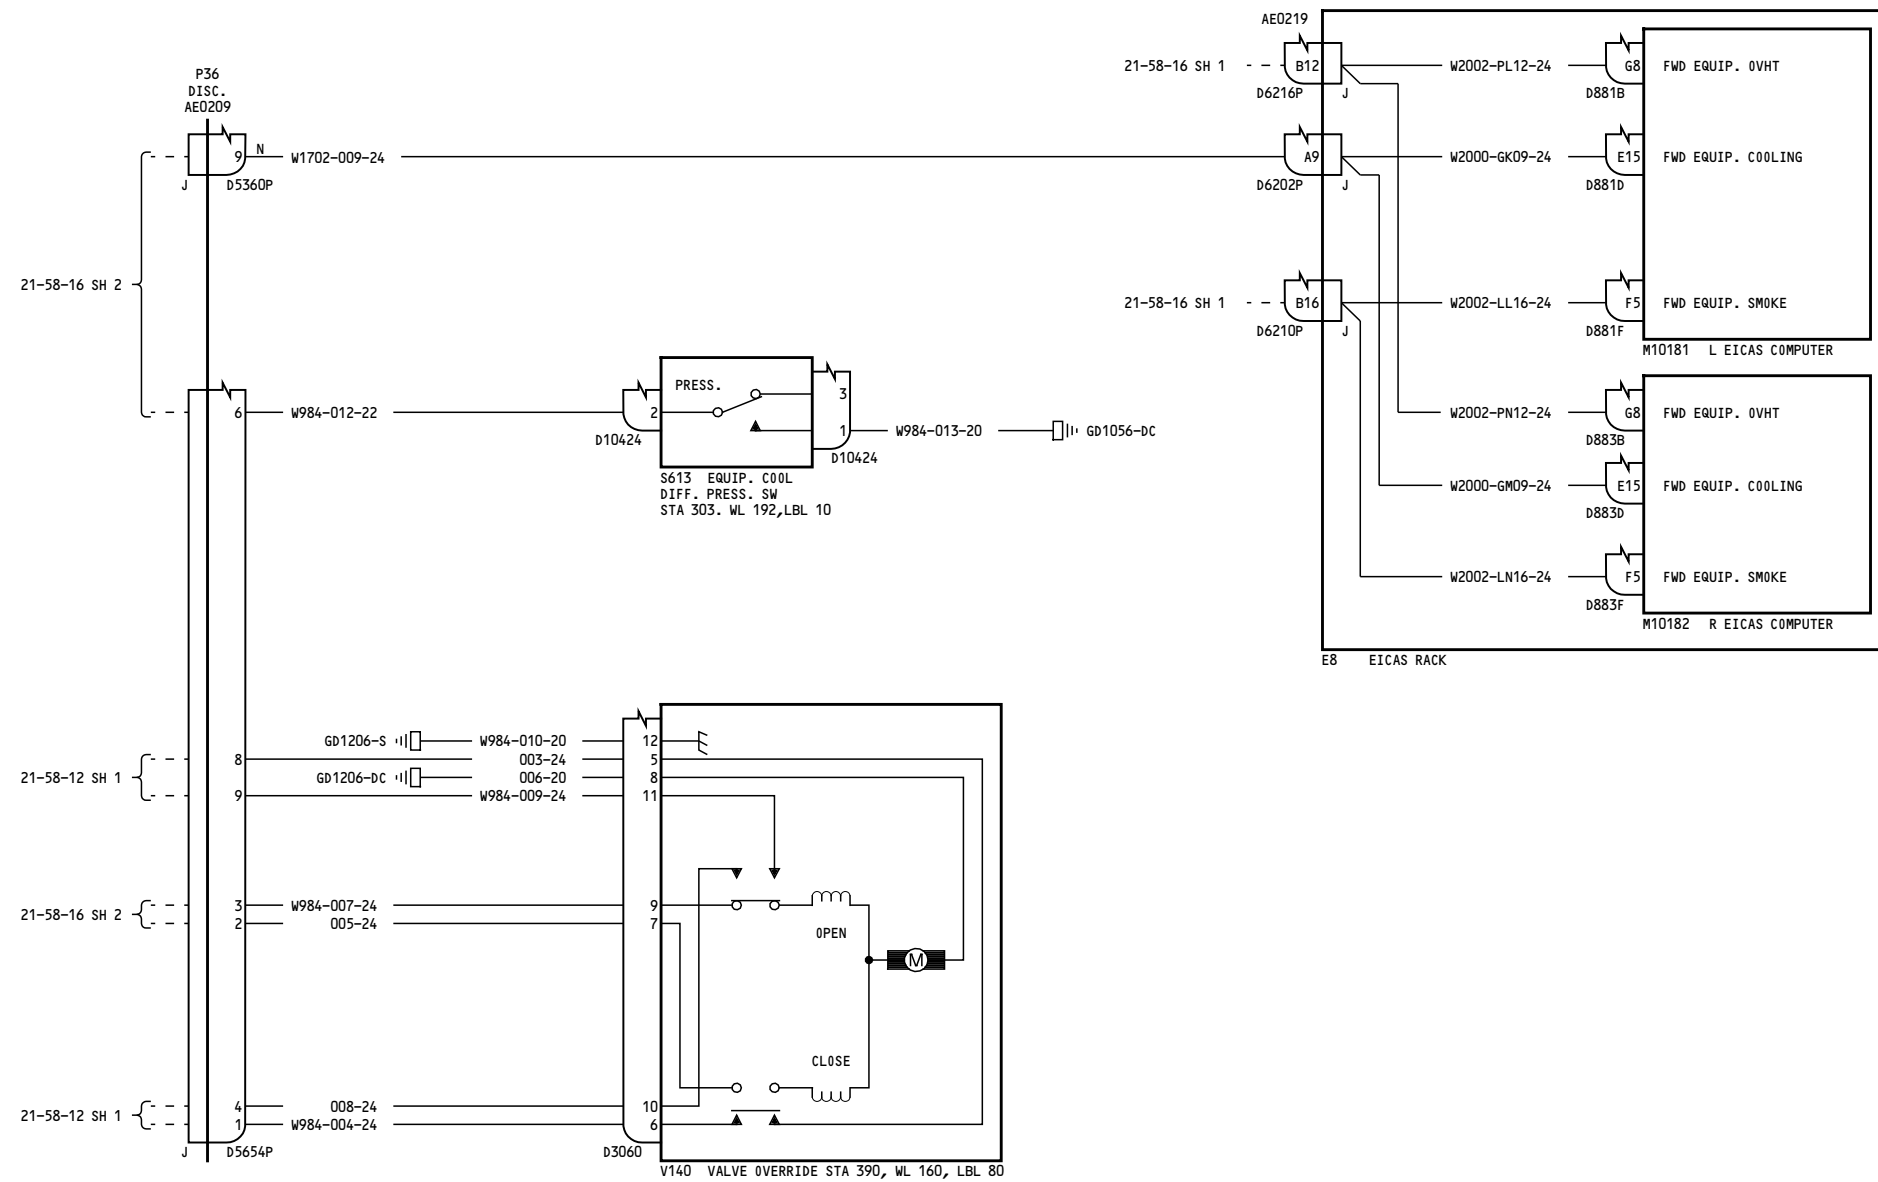 AE0219
21-58-16 SH 1
B12
D6216P
J
W2002-PL12-24
G8
D881B
FWD EQUIP. OVHT
P36
DISC.
AE0209
9
N
W1702-009-24
J
D5360P
A9
D6202P
J
W2000-GK09-24
E15
D881D
FWD EQUIP. COOLING
21-58-16 SH 2
21-58-16 SH 1
B16
D6210P
J
W2002-LL16-24
F5
D881F
FWD EQUIP. SMOKE
M10181 L EICAS COMPUTER
6
W984-012-22
2
D10424
PRESS.
3
1
D10424
W984-013-20
GD1056-DC
S613 EQUIP. COOL
DIFF. PRESS. SW
STA 303. WL 192,LBL 10
W2002-PN12-24
G8
D883B
FWD EQUIP. OVHT
W2000-GM09-24
E15
D883D
FWD EQUIP. COOLING
W2002-LN16-24
F5
D883F
FWD EQUIP. SMOKE
M10182 R EICAS COMPUTER
E8 EICAS RACK
GD1206-S
W984-010-20
12
21-58-12 SH 1
8
003-24
5
GD1206-DC
006-20
8
9
W984-009-24
11
21-58-16 SH 2
3
W984-007-24
9
2
005-24
7
OPEN
M
CLOSE
21-58-12 SH 1
4
008-24
10
1
W984-004-24
6
J
D5654P
D3060
V140 VALVE OVERRIDE STA 390, WL 160, LBL 80